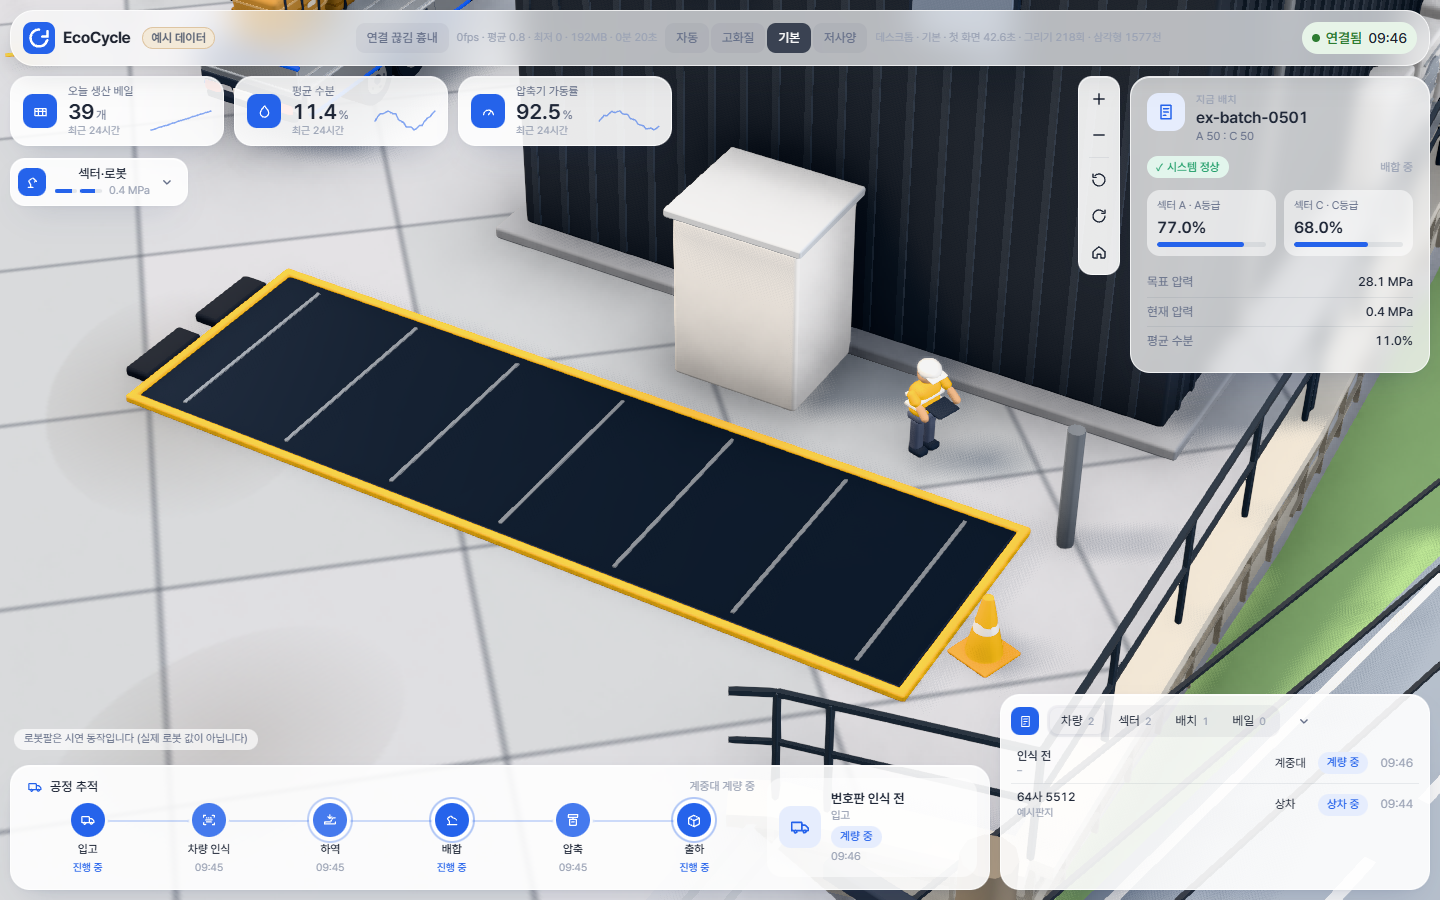 EcoCycle
예시 데이터
연결 끊김 흉내
0fps · 평균 0.8 · 최저 0 · 192MB · 0분 20초
자동
고화질
기본
저사양
데스크톱 · 기본 · 첫 화면 42.6초 · 그리기 218회 · 삼각형 1577천
연결됨 09:46
오늘 생산 베일
39개
최근 24시간
평균 수분
11.4%
최근 24시간
압축기 가동률
92.5%
최근 24시간
섹터·로봇
0.4 MPa
지금 배치
ex-batch-0501
A 50 : C 50
✓ 시스템 정상
배합 중
섹터 A · A등급
77.0%
섹터 C · C등급
68.0%
목표 압력
28.1 MPa
현재 압력
0.4 MPa
평균 수분
11.0%
로봇팔은 시연 동작입니다 (실제 로봇 값이 아닙니다)
공정 추적
계중대 계량 중
입고
진행 중
차량 인식
09:45
하역
09:45
배합
진행 중
압축
09:45
출하
진행 중
번호판 인식 전
입고
계량 중
09:46
차량 2
섹터 2
배치 1
베일 0
인식 전
–
계중대
계량 중
09:46
64사 5512
예시판지
상차
상차 중
09:44